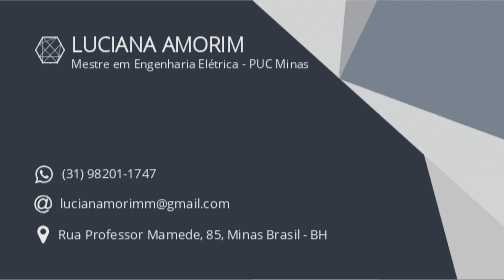 LUCIANA AMORIM
Mestre em Engenharia Elétrica - PUC Minas
(31) 98201-1747
lucianamorimm@gmail.com
Rua Professor Mamede, 85, Minas Brasil - BH